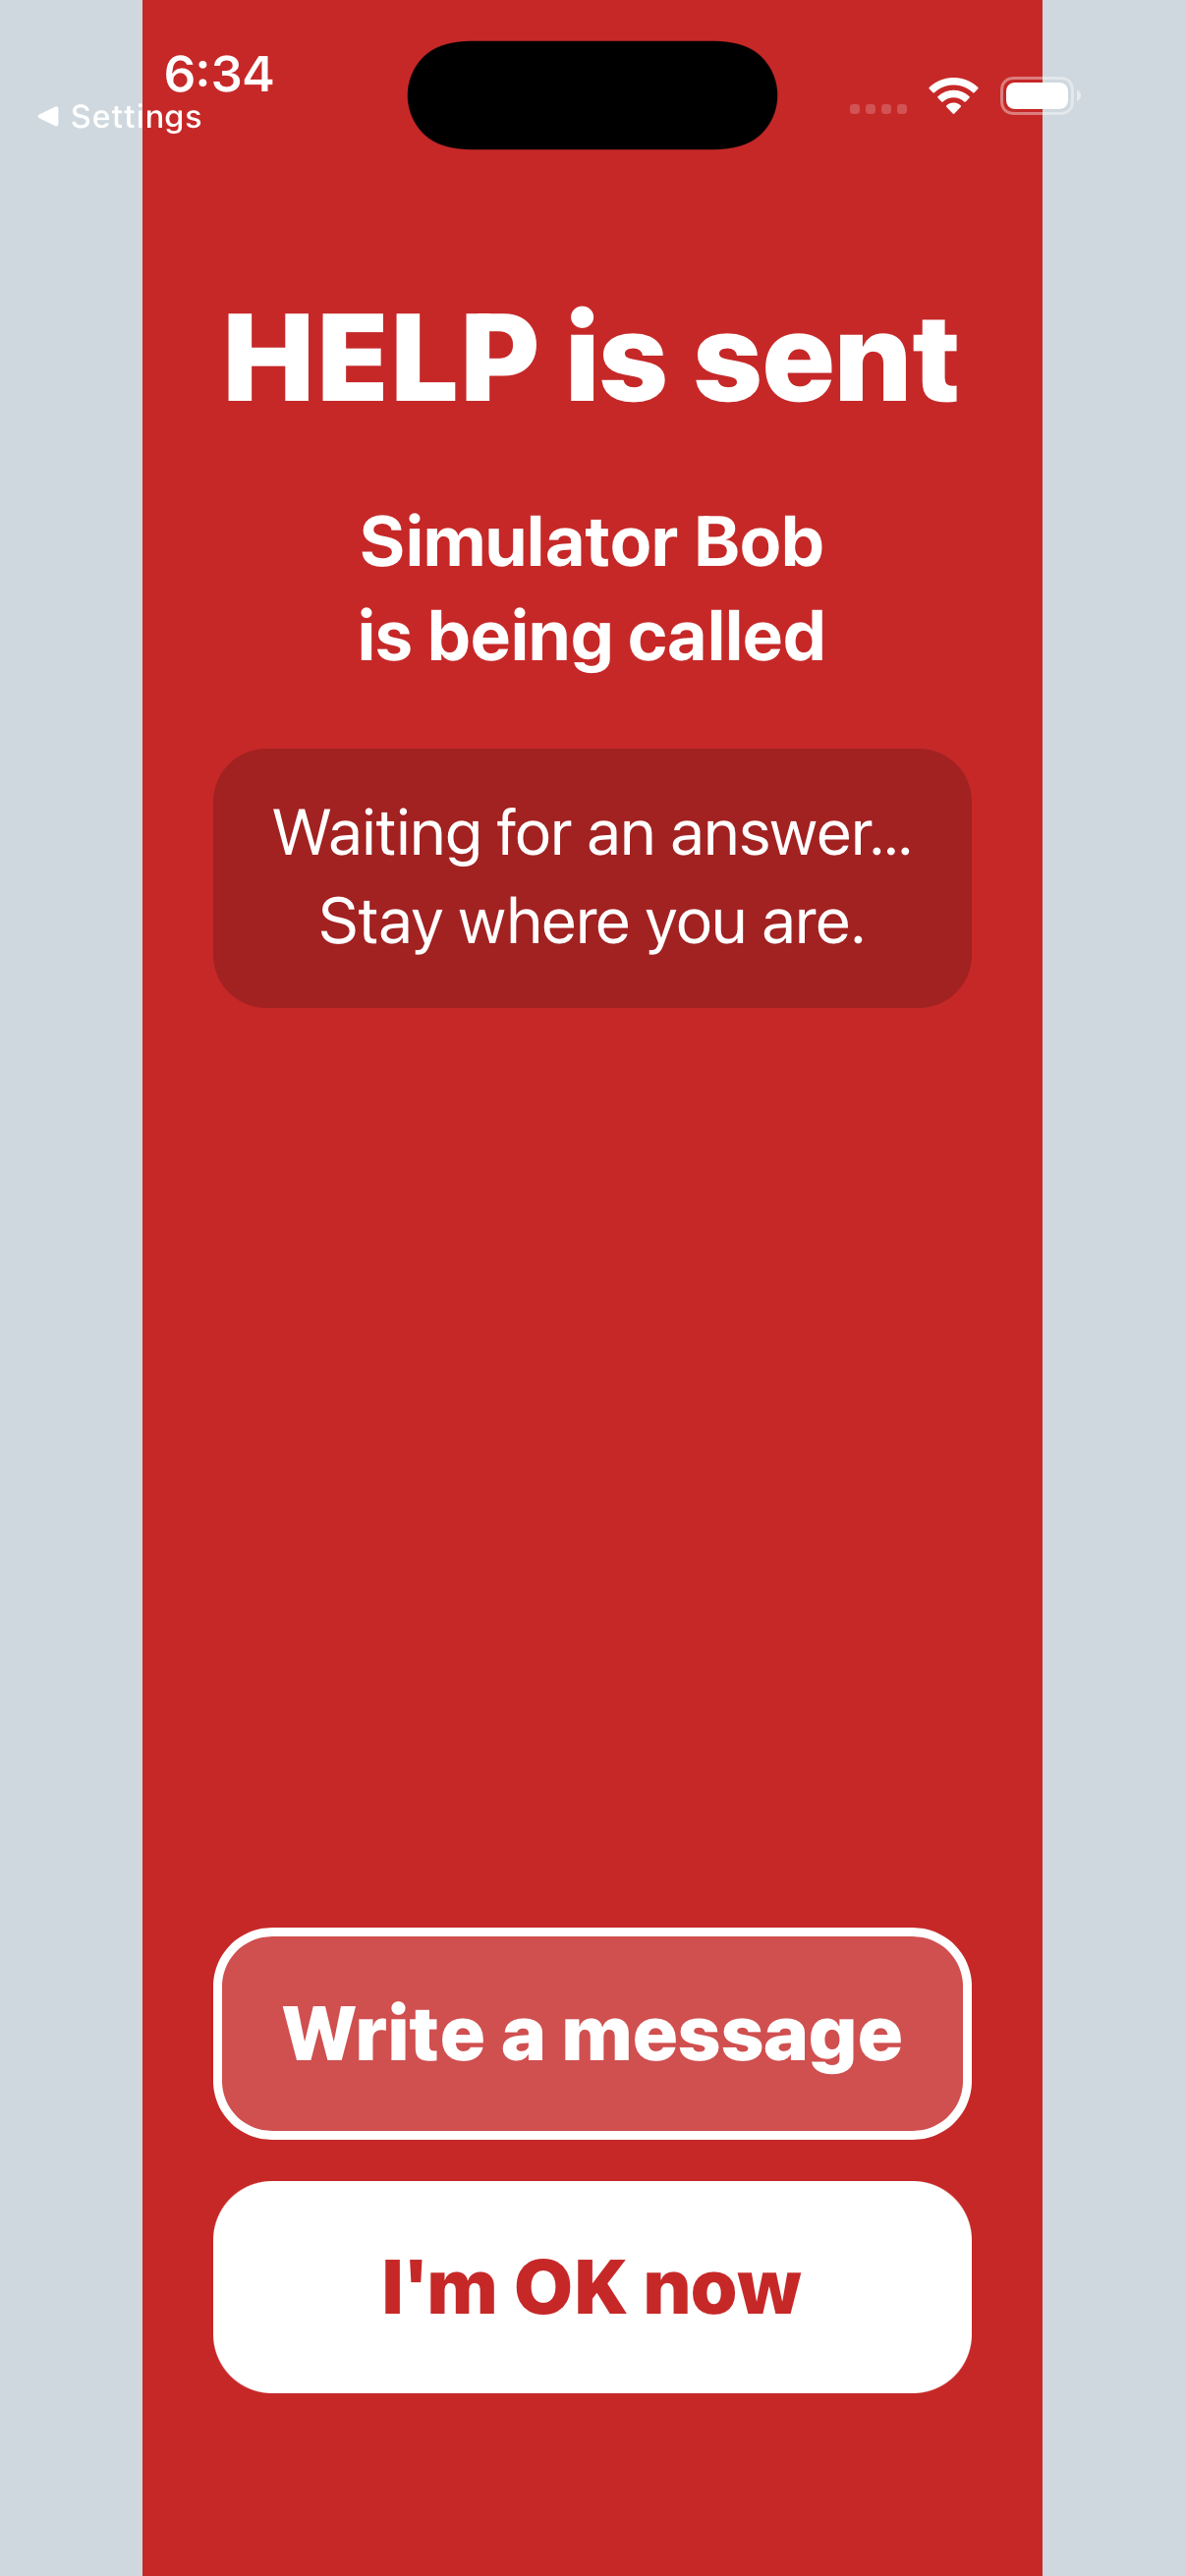 6:34
◀ Settings
HELP is sent
Simulator Bob
is being called
Waiting for an answer...
Stay where you are.
Write a message
I'm OK now